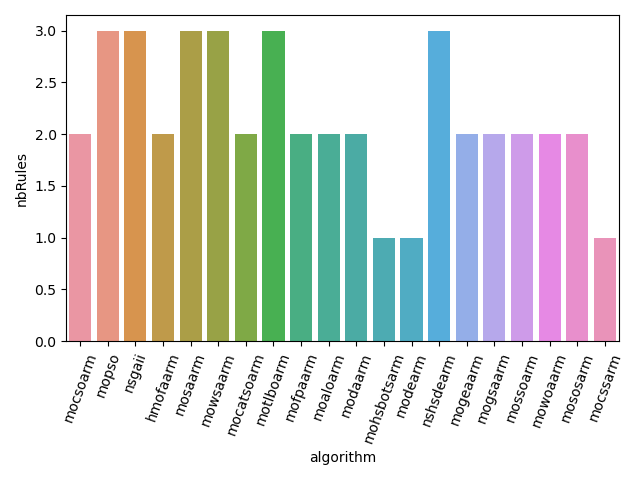 nbRules
3.0
2.5
2.0
1.5
1.0
0.5
0.0
mocsoarm
mopso
nsgaii
hmofaarm
mosaarm
mowsaarm
mocatsoarm
motlboarm
mofpaarm
moaloarm
modaarm
mohsbotsarm
modearm
nshsdearm
mogeaarm
mogsaarm
mossoarm
mowoaarm
mososarm
mocssarm
algorithm